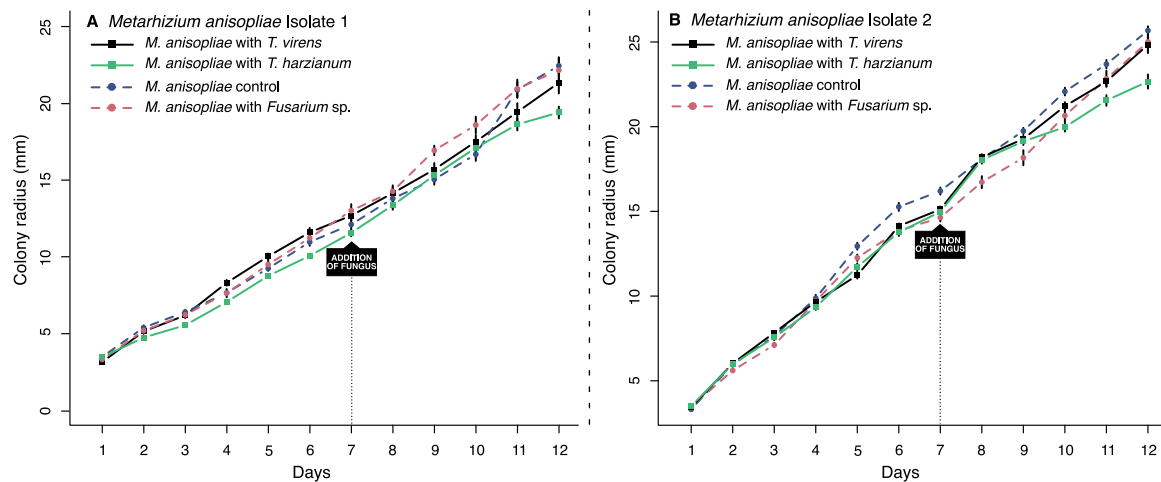 A Metarhizium anisopliae Isolate 1
M. anisopliae with T. virens
M. anisopliae with T. harzianum
M. anisopliae control
M. anisopliae with Fusarium sp.
Colony radius (mm)
25
20
15
10
5
0
ADDITION
OF FUNGUS
1 2 3 4 5 6 7 8 9 10 11 12
Days
B Metarhizium anisopliae Isolate 2
M. anisopliae with T. virens
M. anisopliae with T. harzianum
M. anisopliae control
M. anisopliae with Fusarium sp.
Colony radius (mm)
25
20
15
10
5
ADDITION
OF FUNGUS
1 2 3 4 5 6 7 8 9 10 11 12
Days